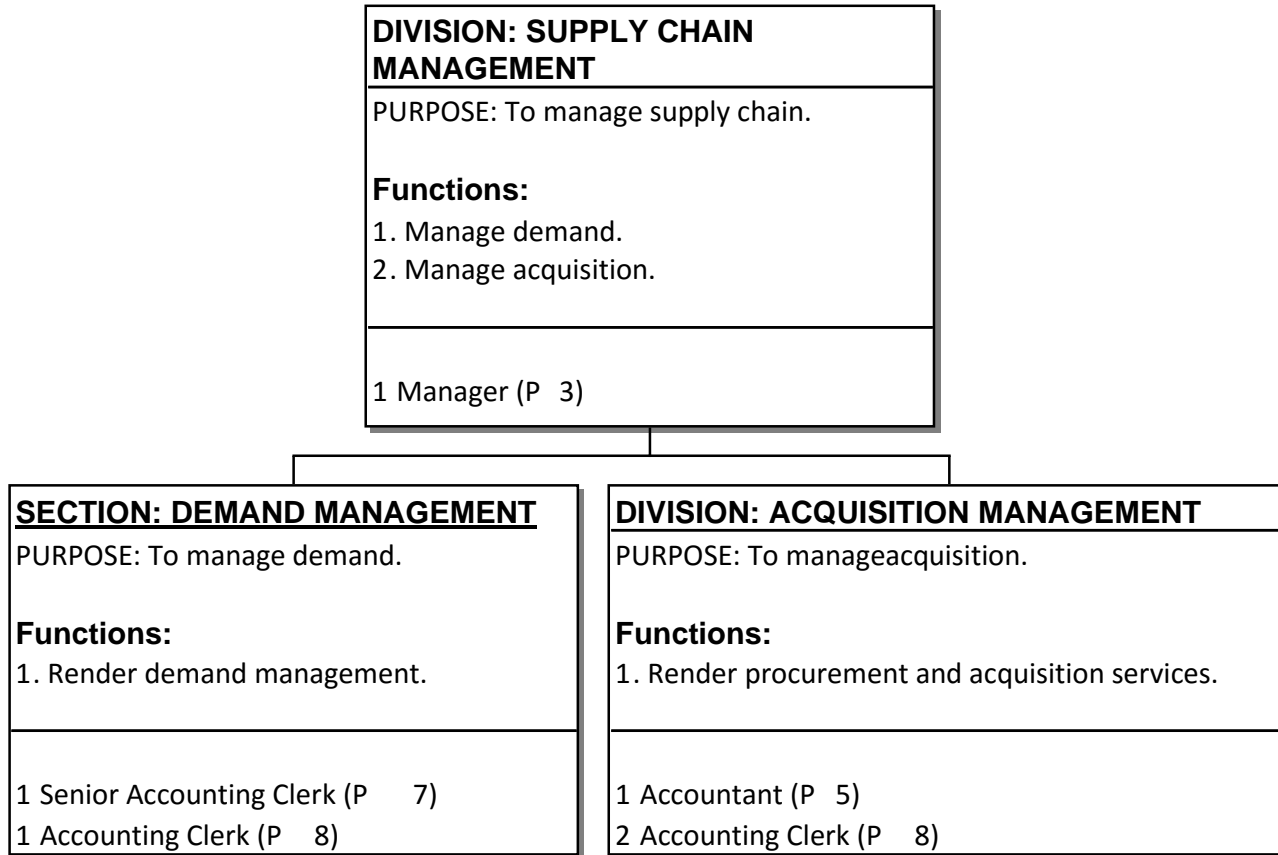 DIVISION: SUPPLY CHAIN
MANAGEMENT
PURPOSE: To manage supply chain.
Functions:
1. Manage demand.
2. Manage acquisition.
1 Manager (P 3)
SECTION: DEMAND MANAGEMENT
PURPOSE: To manage demand.
Functions:
1. Render demand management.
1 Senior Accounting Clerk (P 7)
1 Accounting Clerk (P 8)
DIVISION: ACQUISITION MANAGEMENT
PURPOSE: To manageacquisition.
Functions:
1. Render procurement and acquisition services.
1 Accountant (P 5)
2 Accounting Clerk (P 8)